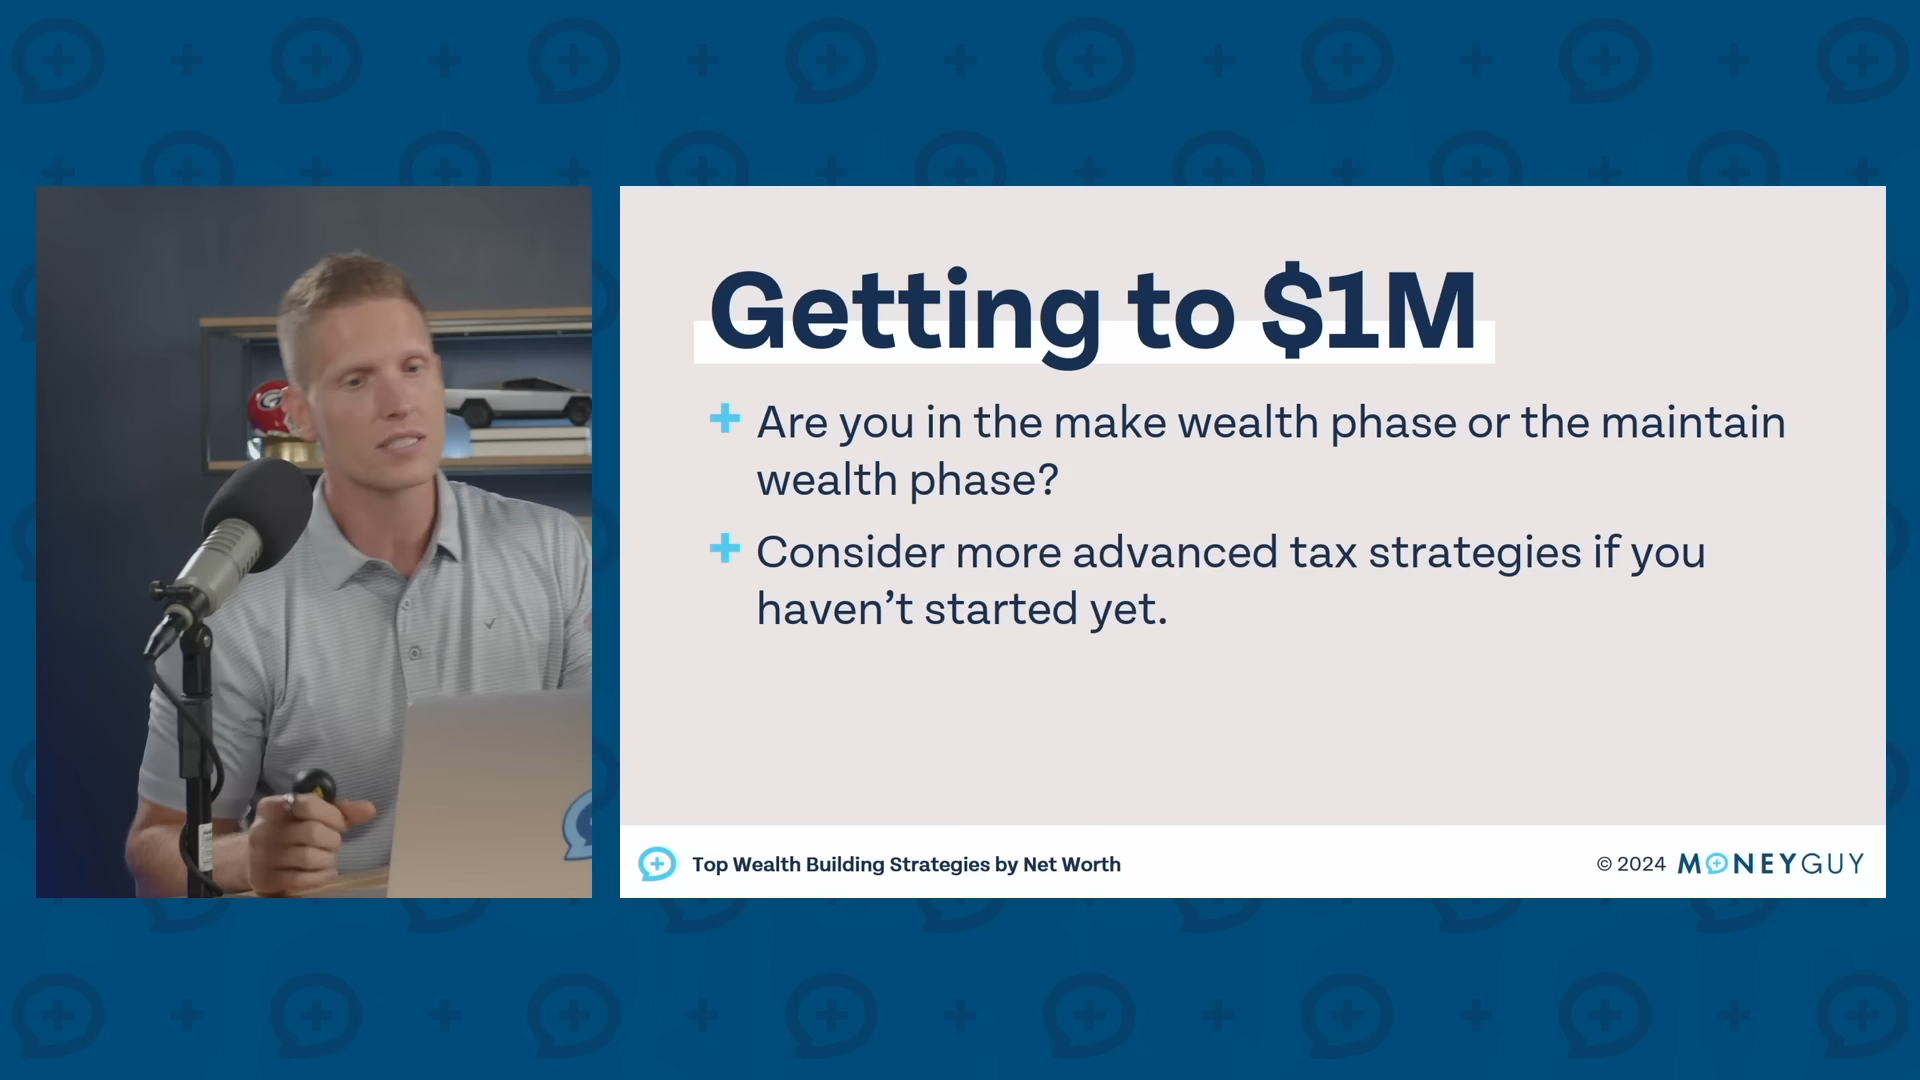 Getting to $1M
Are you in the make wealth phase or the maintain
wealth phase?
Consider more advanced tax strategies if you
haven’t started yet.
Top Wealth Building Strategies by Net Worth
© 2024 MONEYGUY